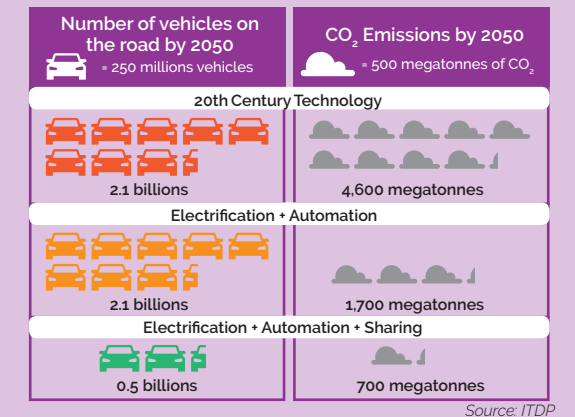 Number of vehicles on
the road by 2050
= 250 millions vehicles
CO₂ Emissions by 2050
= 500 megatonnes of CO₂
20th Century Technology
2.1 billions
4,600 megatonnes
Electrification + Automation
2.1 billions
1,700 megatonnes
Electrification + Automation + Sharing
0.5 billions
700 megatonnes
Source: ITDP